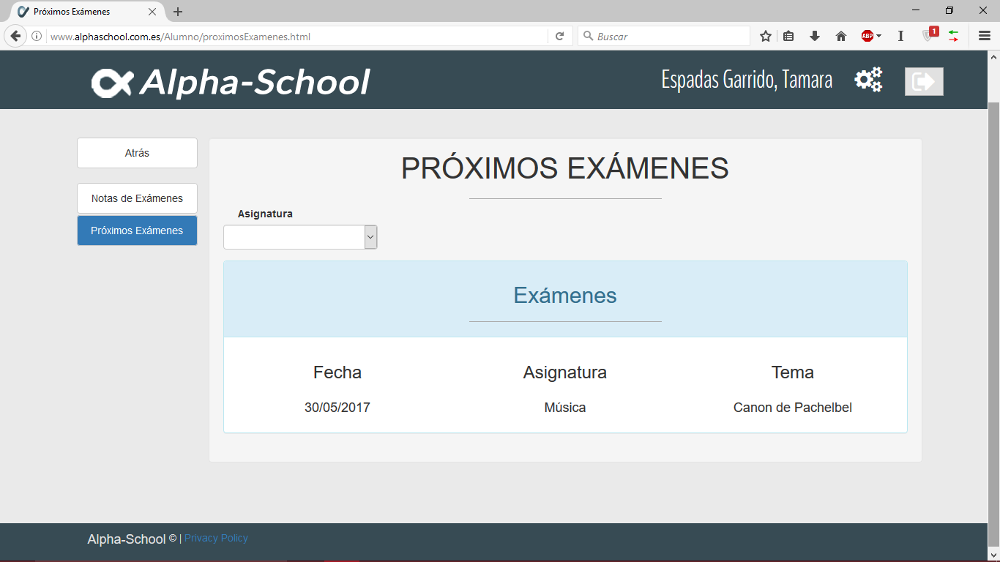 Próximos Exámenes
www.alphaschool.com.es/Alumno/proximosExamenes.html
Buscar
ABP
1
Alpha-School
Espadas Garrido, Tamara
Atrás
Notas de Exámenes
Próximos Exámenes
PRÓXIMOS EXÁMENES
Asignatura
Exámenes
Fecha Asignatura Tema
30/05/2017 Música Canon de Pachelbel
Alpha-School © | Privacy Policy